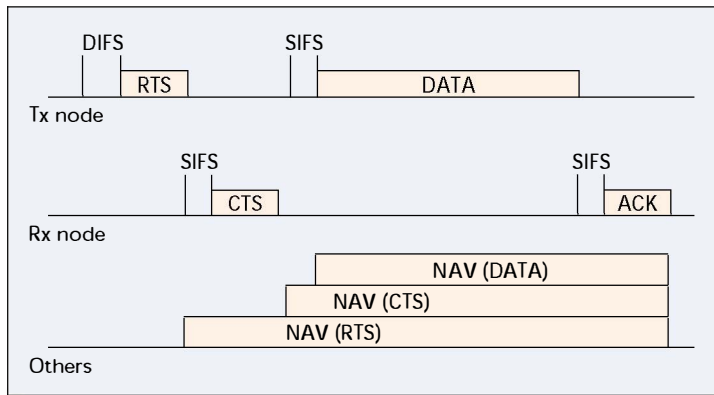 DIFS SIFS
RTS DATA
Tx node
SIFS SIFS
CTS ACK
Rx node
NAV (DATA)
NAV (CTS)
NAV (RTS)
Others